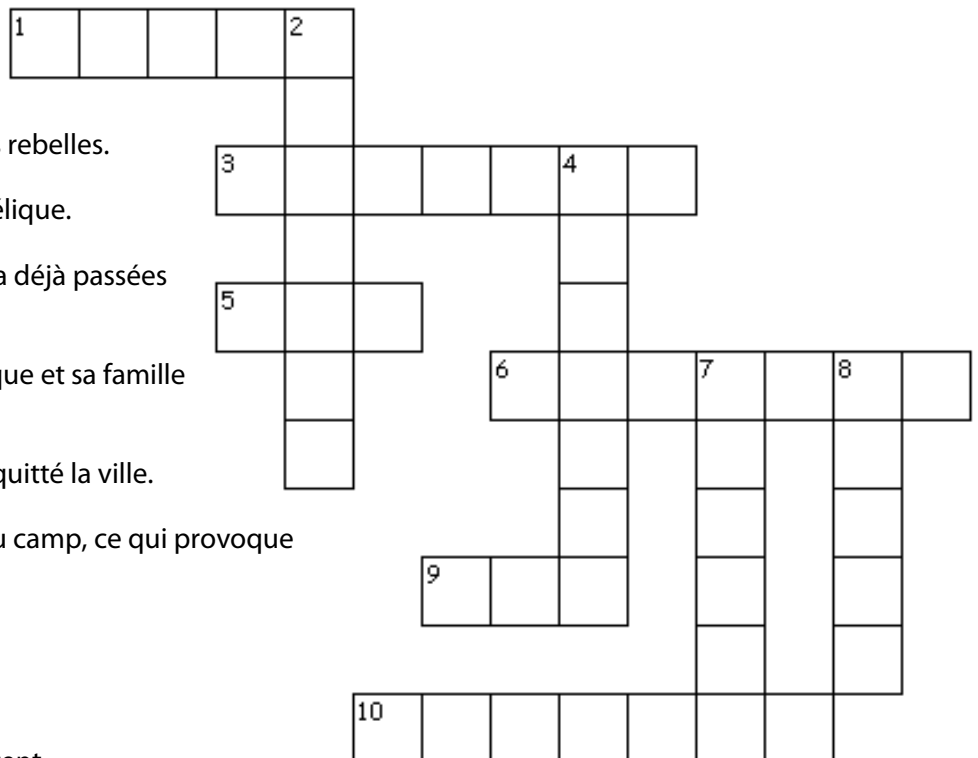 1 2
rebelles.
3 4
élique.
a déjà passées
5
6 7 8
que et sa famille
quitté la ville.
u camp, ce qui provoque
9
10